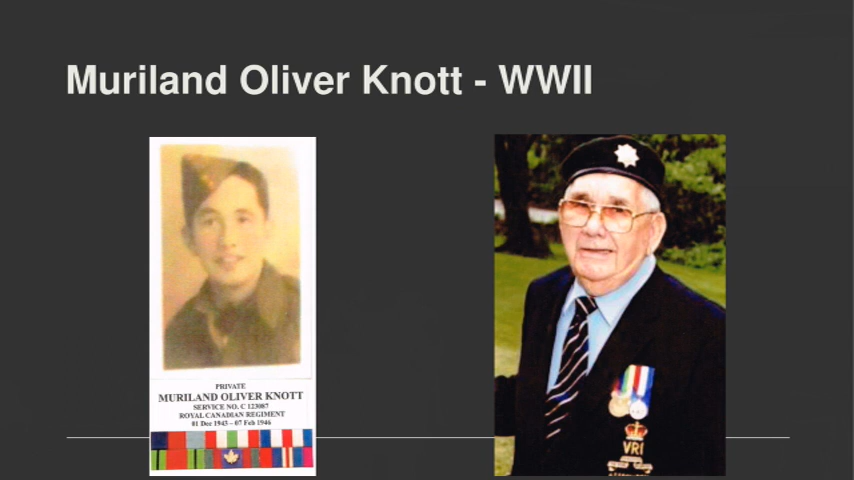 Muriland Oliver Knott - WWII
PRIVATE
MURILAND OLIVER KNOTT
SERVICE NO. C 123087
ROYAL CANADIAN REGIMENT
01 Dec 1943 – 07 Feb 1946
VRI